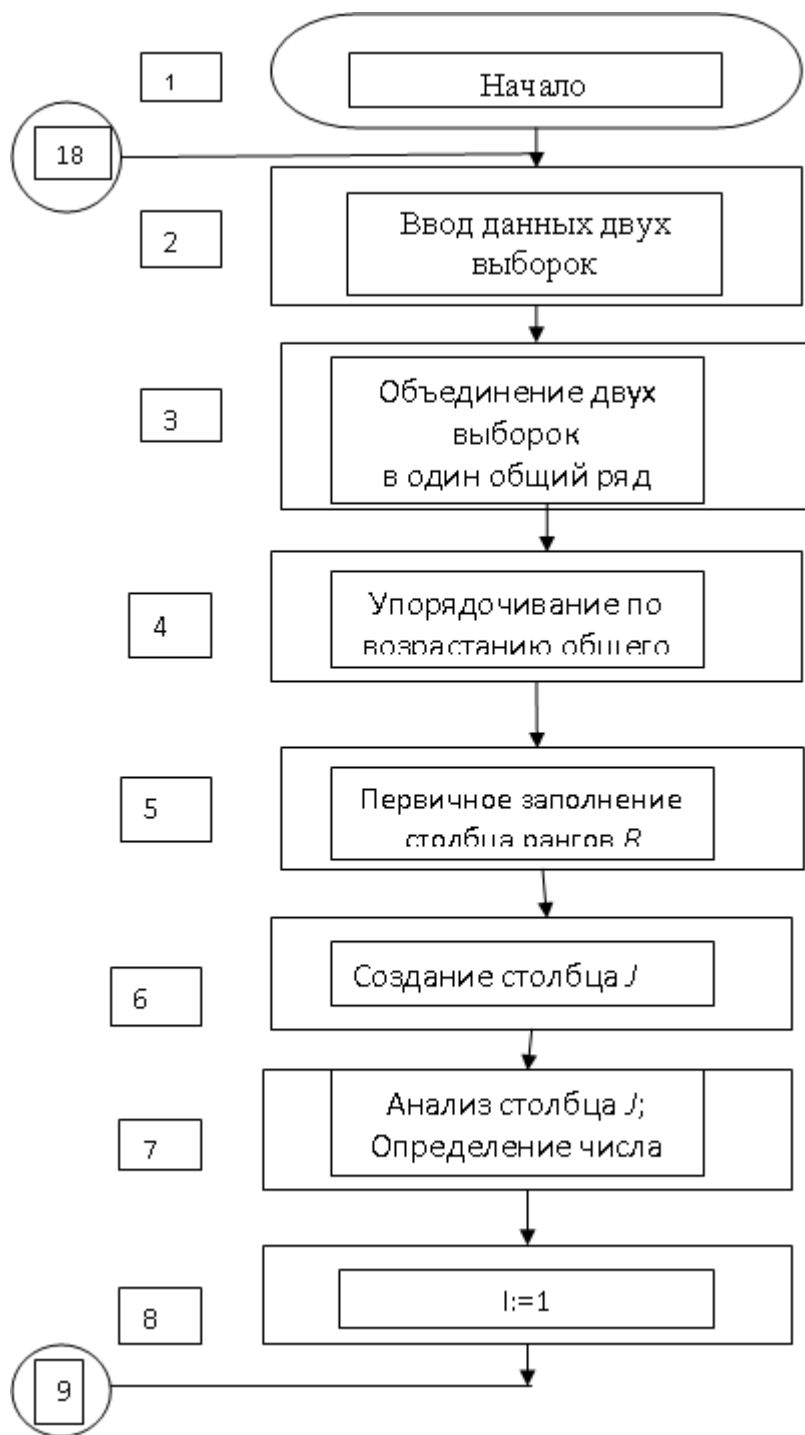 1
Начало
18
2
Ввод данных двух
выборок
3
Объединение двух
выборок
в один общий ряд
4
Упорядочивание по
возрастанию общего
5
Первичное заполнение
столбца рангов R
6
Создание столбца J
7
Анализ столбца J;
Определение числа
8
I:=1
9